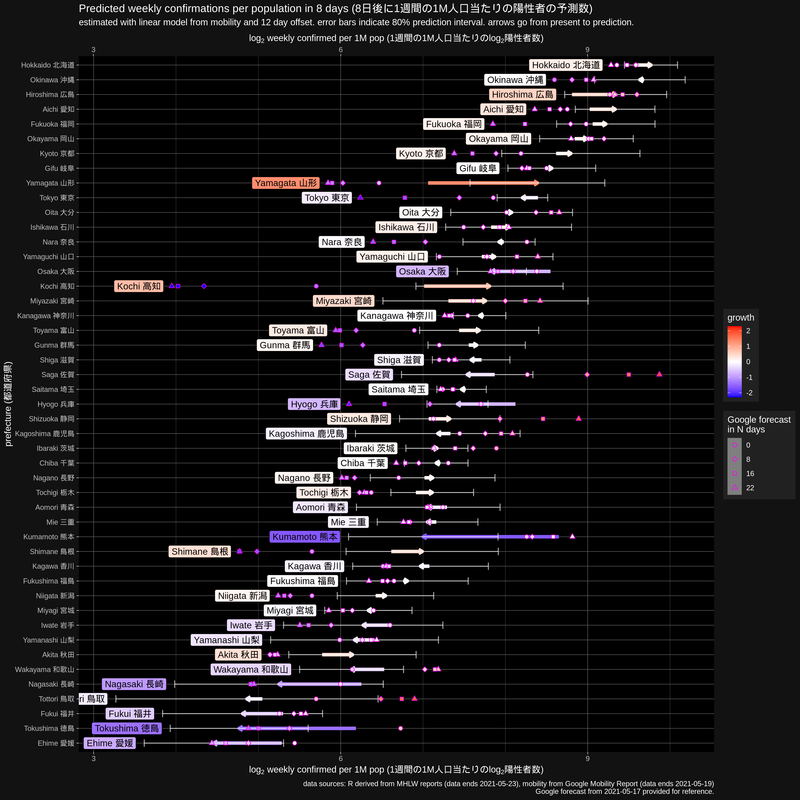 Predicted weekly confirmations per population in 8 days (8日後に1週間の1M人口当たりの陽性者の予測数)
estimated with linear model from mobility and 12 day offset. error bars indicate 80% prediction interval. arrows go from present to prediction.
log2 weekly confirmed per 1M pop (1週間の1M人口当たりのlog2陽性者数)
3 6 9
Hokkaido 北海道 Hokkaido 北海道
Okinawa 沖縄 Okinawa 沖縄
Hiroshima 広島 Hiroshima 広島
Aichi 愛知 Aichi 愛知
Fukuoka 福岡 Fukuoka 福岡
Okayama 岡山 Okayama 岡山
Kyoto 京都 Kyoto 京都
Gifu 岐阜 Gifu 岐阜
Yamagata 山形 Yamagata 山形
Tokyo 東京 Tokyo 東京
Oita 大分 Oita 大分
Ishikawa 石川 Ishikawa 石川
Nara 奈良 Nara 奈良
Yamaguchi 山口 Yamaguchi 山口
Osaka 大阪 Osaka 大阪
Kochi 高知 Kochi 高知
Miyazaki 宮崎 Miyazaki 宮崎
Kanagawa 神奈川 Kanagawa 神奈川
Toyama 富山 Toyama 富山
Gunma 群馬 Gunma 群馬
Shiga 滋賀 Shiga 滋賀
Saga 佐賀 Saga 佐賀
Saitama 埼玉 Saitama 埼玉
Hyogo 兵庫 Hyogo 兵庫
Shizuoka 静岡 Shizuoka 静岡
Kagoshima 鹿児島 Kagoshima 鹿児島
Ibaraki 茨城 Ibaraki 茨城
Chiba 千葉 Chiba 千葉
Nagano 長野 Nagano 長野
Tochigi 栃木 Tochigi 栃木
Aomori 青森 Aomori 青森
Mie 三重 Mie 三重
Kumamoto 熊本 Kumamoto 熊本
Shimane 島根 Shimane 島根
Kagawa 香川 Kagawa 香川
Fukushima 福島 Fukushima 福島
Niigata 新潟 Niigata 新潟
Miyagi 宮城 Miyagi 宮城
Iwate 岩手 Iwate 岩手
Yamanashi 山梨 Yamanashi 山梨
Akita 秋田 Akita 秋田
Wakayama 和歌山 Wakayama 和歌山
Nagasaki 長崎 Nagasaki 長崎
Tottori 鳥取 ri 鳥取
Fukui 福井 Fukui 福井
Tokushima 徳島 Tokushima 徳島
Ehime 愛媛 Ehime 愛媛
3 6 9
log2 weekly confirmed per 1M pop (1週間の1M人口当たりのlog2陽性者数)
prefecture (都道府県)
growth
2
1
0
-1
-2
Google forecast
in N days
0
8
16
22
data sources: R derived from MHLW reports (data ends 2021-05-23), mobility from Google Mobility Report (data ends 2021-05-19)
Google forecast from 2021-05-17 provided for reference.